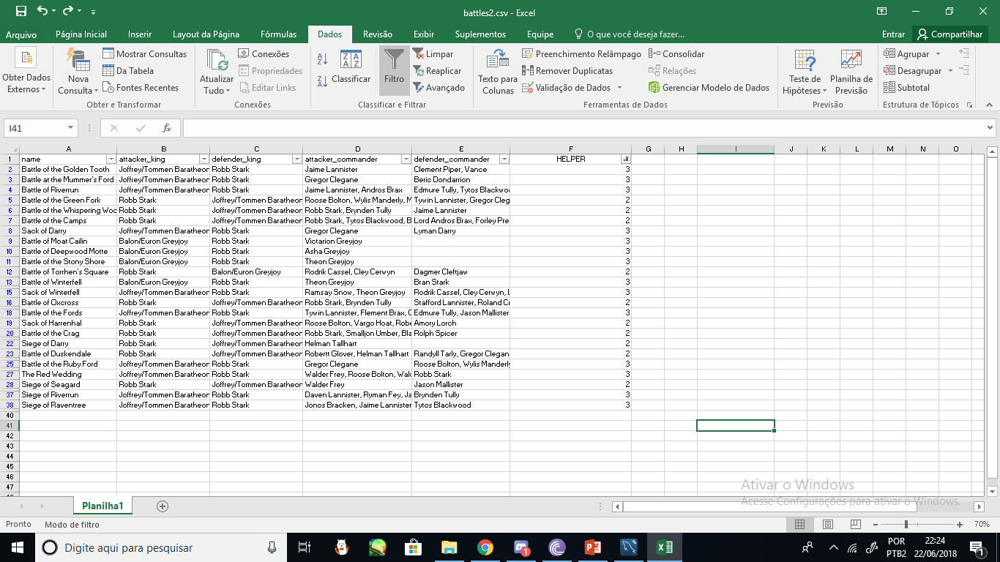 battles2.csv - Excel
Arquivo Página Inicial Inserir Layout da Página Fórmulas Dados Revisão Exibir Suplementos Equipe O que você deseja fazer... Entrar Compartilhar
Obter Dados Externos
Nova Consulta
Mostrar Consultas
Da Tabela
Fontes Recentes
Obter e Transformar
Atualizar Tudo
Conexões
Propriedades
Editar Links
Conexões
Classificar
Filtro
Limpar
Reaplicar
Avançado
Classificar e Filtrar
Texto para Colunas
Preenchimento Relâmpago
Remover Duplicatas
Validação de Dados
Consolidar
Relações
Gerenciar Modelo de Dados
Ferramentas de Dados
Teste de Hipóteses
Planilha de Previsão
Previsão
Agrupar
Desagrupar
Subtotal
Estrutura de Tópicos
I41 fx
A B C D E F G H I J K L M N O
1 name attacker_king defender_king attacker_commander defender_commander HELPER
2 Battle of the Golden Tooth Joffrey/Tommen Baratheon Robb Stark Jaime Lannister Clement Piper, Vance 3
3 Battle at the Mummer's Ford Joffrey/Tommen Baratheon Robb Stark Gregor Clegane Beric Dondarrion 3
4 Battle of Riverrun Joffrey/Tommen Baratheon Robb Stark Jaime Lannister, Andros Brax Edmure Tully, Tytos Blackwo 3
5 Battle of the Green Fork Robb Stark Joffrey/Tommen Baratheon Roose Bolton, Wylis Manderly, M Tywin Lannister, Gregor Cleg 2
6 Battle of the Whispering Woo Robb Stark Joffrey/Tommen Baratheon Robb Stark, Brynden Tully Jaime Lannister 2
7 Battle of the Camps Robb Stark Joffrey/Tommen Baratheon Robb Stark, Tytos Blackwood, B Lord Andros Brax, Forley Pre 2
8 Sack of Darry Joffrey/Tommen Baratheon Robb Stark Gregor Clegane Lyman Darry 3
9 Battle of Moat Cailin Balon/Euron Greyjoy Robb Stark Victarion Greyjoy 3
10 Battle of Deepwood Motte Balon/Euron Greyjoy Robb Stark Asha Greyjoy 3
11 Battle of the Stony Shore Balon/Euron Greyjoy Robb Stark Theon Greyjoy 3
12 Battle of Torrhen's Square Robb Stark Balon/Euron Greyjoy Rodrik Cassel, Cley Cerwyn Dagmer Cleftjaw 2
13 Battle of Winterfell Balon/Euron Greyjoy Robb Stark Theon Greyjoy Bran Stark 3
15 Sack of Winterfell Joffrey/Tommen Baratheon Robb Stark Ramsay Snow, Theon Greyjoy Rodrik Cassel, Cley Cerwyn, L 3
16 Battle of Oxcross Robb Stark Joffrey/Tommen Baratheon Robb Stark, Brynden Tully Stafford Lannister, Roland Cr 2
18 Battle of the Fords Joffrey/Tommen Baratheon Robb Stark Tywin Lannister, Flement Brax, G Edmure Tully, Jason Mallister 3
19 Sack of Harrenhal Robb Stark Joffrey/Tommen Baratheon Roose Bolton, Vargo Hoat, Robe Amory Lorch 2
20 Battle of the Crag Robb Stark Joffrey/Tommen Baratheon Robb Stark, Smalljon Umber, Bla Rolph Spicer 2
22 Siege of Darry Robb Stark Joffrey/Tommen Baratheon Helman Tallhart 2
23 Battle of Duskendale Robb Stark Joffrey/Tommen Baratheon Robertt Glover, Helman Tallhart Randyll Tarly, Gregor Clegan 2
25 Battle of the Ruby Ford Joffrey/Tommen Baratheon Robb Stark Gregor Clegane Roose Bolton, Wylis Manderly 3
27 The Red Wedding Joffrey/Tommen Baratheon Robb Stark Walder Frey, Roose Bolton, Wald Robb Stark 3
28 Siege of Seagard Robb Stark Joffrey/Tommen Baratheon Walder Frey Jason Mallister 2
37 Siege of Riverrun Joffrey/Tommen Baratheon Robb Stark Daven Lannister, Ryman Fey, Ja Brynden Tully 3
38 Siege of Raventree Joffrey/Tommen Baratheon Robb Stark Jonos Bracken, Jaime Lannister Tytos Blackwood 3
40
41
42
43
44
45
46
47
Ativar o Windows
Acesse Configurações para ativar o Windows.
Planilha1
Pronto Modo de filtro 70%
Digite aqui para pesquisar
POR 22:24
PTB2 22/06/2018